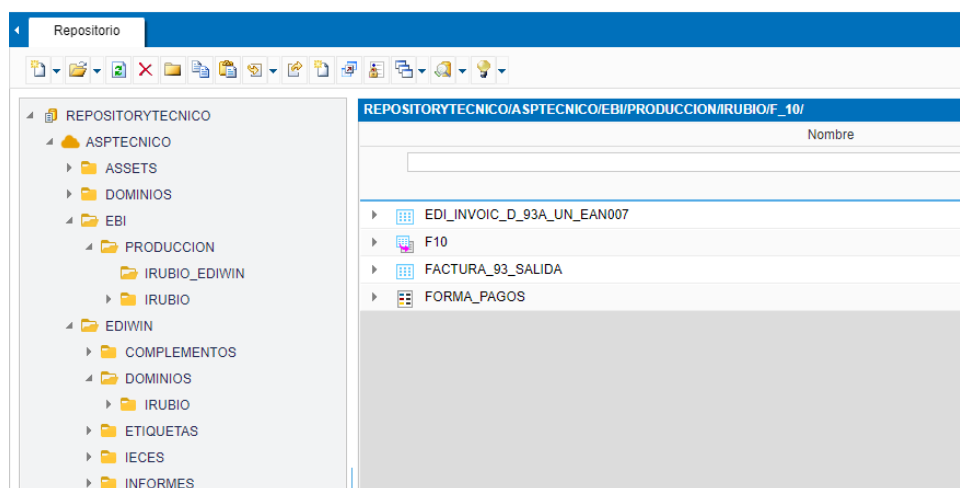 Repositorio
REPOSITORYTECNICO
ASPTECNICO
ASSETS
DOMINIOS
EBI
PRODUCCION
IRUBIO_EDIWIN
IRUBIO
EDIWIN
COMPLEMENTOS
DOMINIOS
IRUBIO
ETIQUETAS
IECES
INFORMES
REPOSITORYTECNICO/ASPTECNICO/EBI/PRODUCCION/IRUBIO/F_10/
Nombre
EDI_INVOIC_D_93A_UN_EAN007
F10
FACTURA_93_SALIDA
FORMA_PAGOS